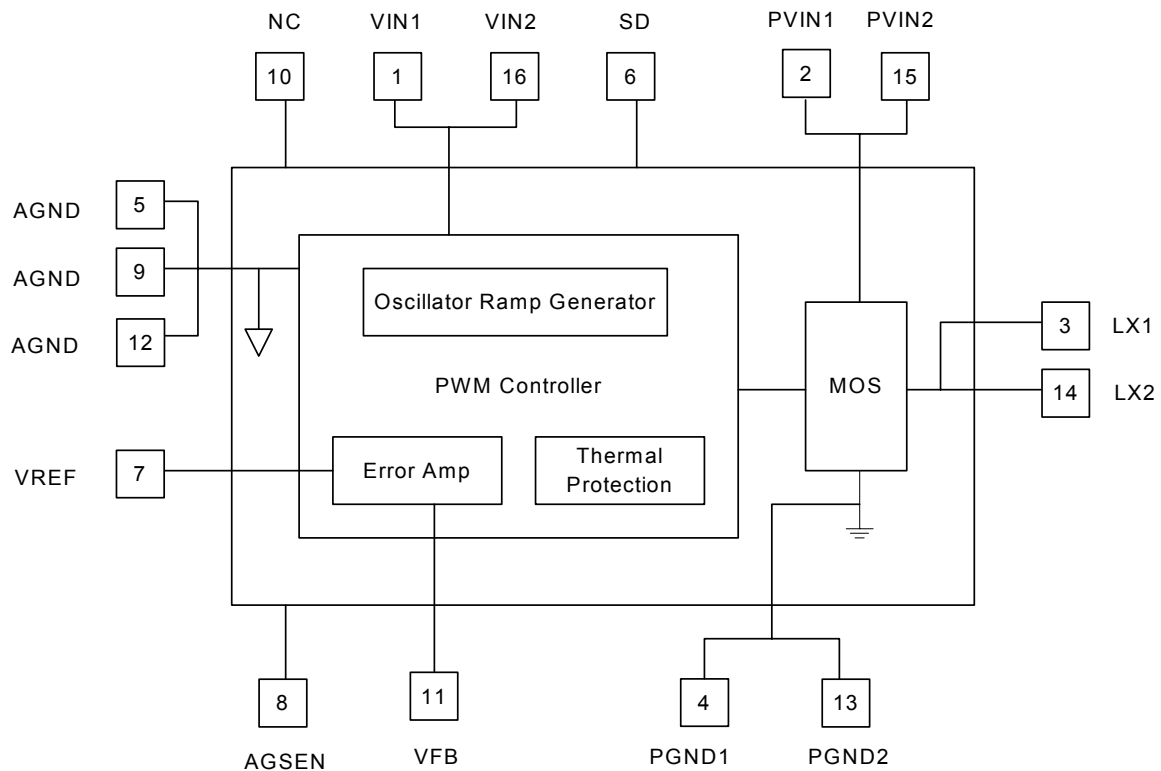 NC
VIN1
VIN2
SD
PVIN1
PVIN2
10
1
16
6
2
15
AGND
5
AGND
9
AGND
12
Oscillator Ramp Generator
PWM Controller
MOS
3
LX1
14
LX2
VREF
7
Error Amp
Thermal
Protection
8
11
4
13
AGSEN
VFB
PGND1
PGND2